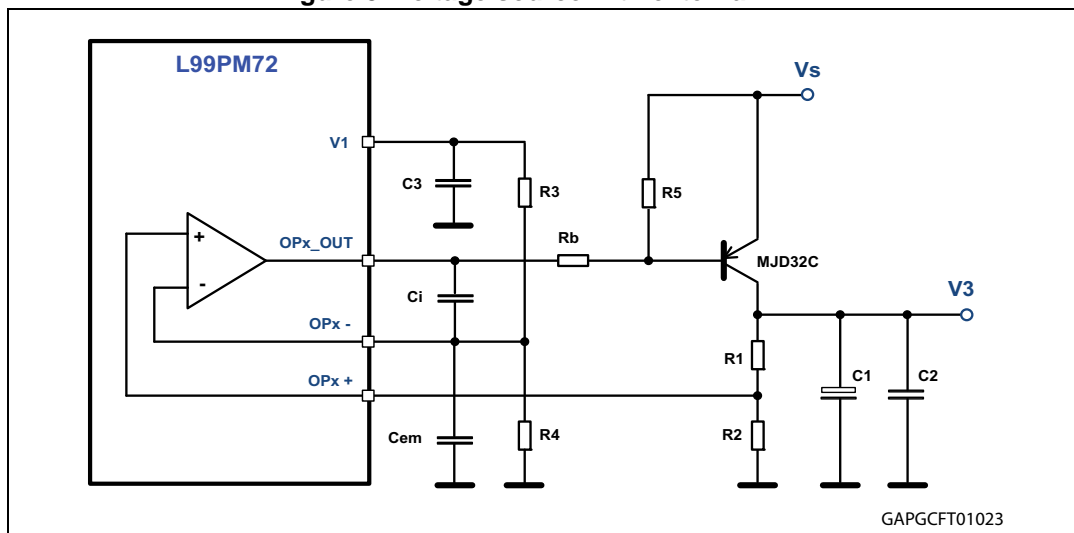 L99PM72
Vs
V1
C3
R3
R5
OPx_OUT
Rb
MJD32C
+
-
Ci
V3
OPx -
R1
C1
C2
OPx +
Cem
R4
R2
GAPGCFT01023